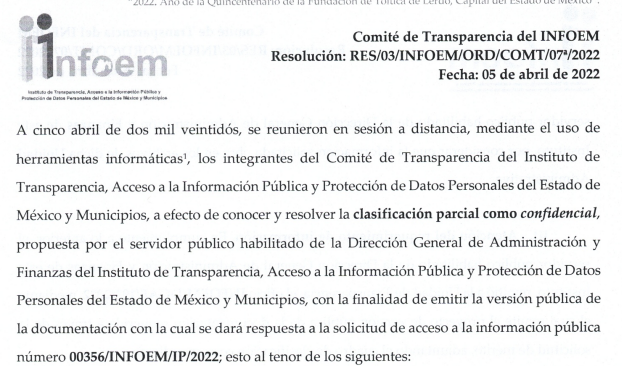 "2022. Año del Quincentenario de la Fundación de Toluca de Lerdo, Capital del Estado de México".
infoem
Instituto de Transparencia, Acceso a la Información Pública y
Protección de Datos Personales del Estado de México y Municipios
Comité de Transparencia del INFOEM
Resolución: RES/03/INFOEM/ORD/COMT/07ª/2022
Fecha: 05 de abril de 2022
A cinco abril de dos mil veintidós, se reunieron en sesión a distancia, mediante el uso de
herramientas informáticas¹, los integrantes del Comité de Transparencia del Instituto de
Transparencia, Acceso a la Información Pública y Protección de Datos Personales del Estado de
México y Municipios, a efecto de conocer y resolver la clasificación parcial como confidencial,
propuesta por el servidor público habilitado de la Dirección General de Administración y
Finanzas del Instituto de Transparencia, Acceso a la Información Pública y Protección de Datos
Personales del Estado de México y Municipios, con la finalidad de emitir la versión pública de
la documentación con la cual se dará respuesta a la solicitud de acceso a la información pública
número 00356/INFOEM/IP/2022; esto al tenor de los siguientes: